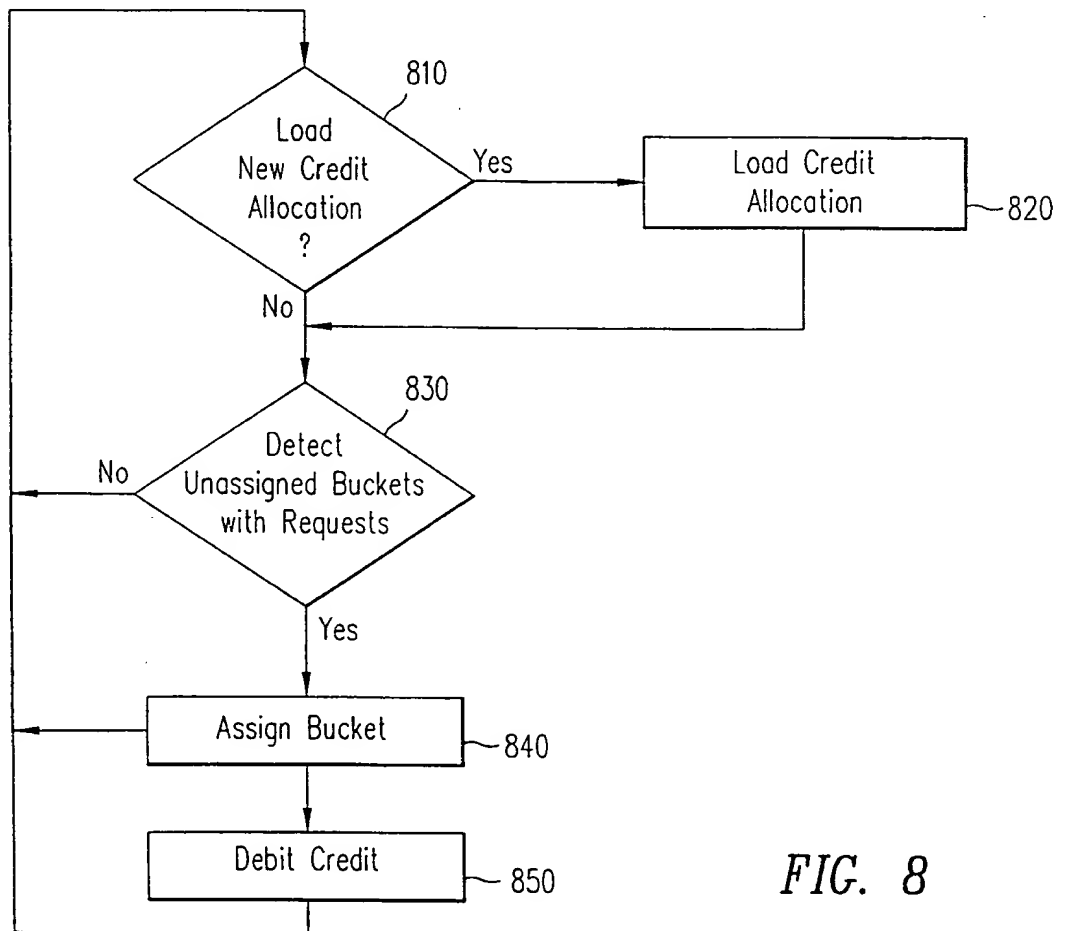 810
Load
New Credit
Allocation
?
Yes
Load Credit
Allocation
820
No
830
Detect
Unassigned Buckets
with Requests
No
Yes
Assign Bucket
840
Debit Credit
850
FIG. 8